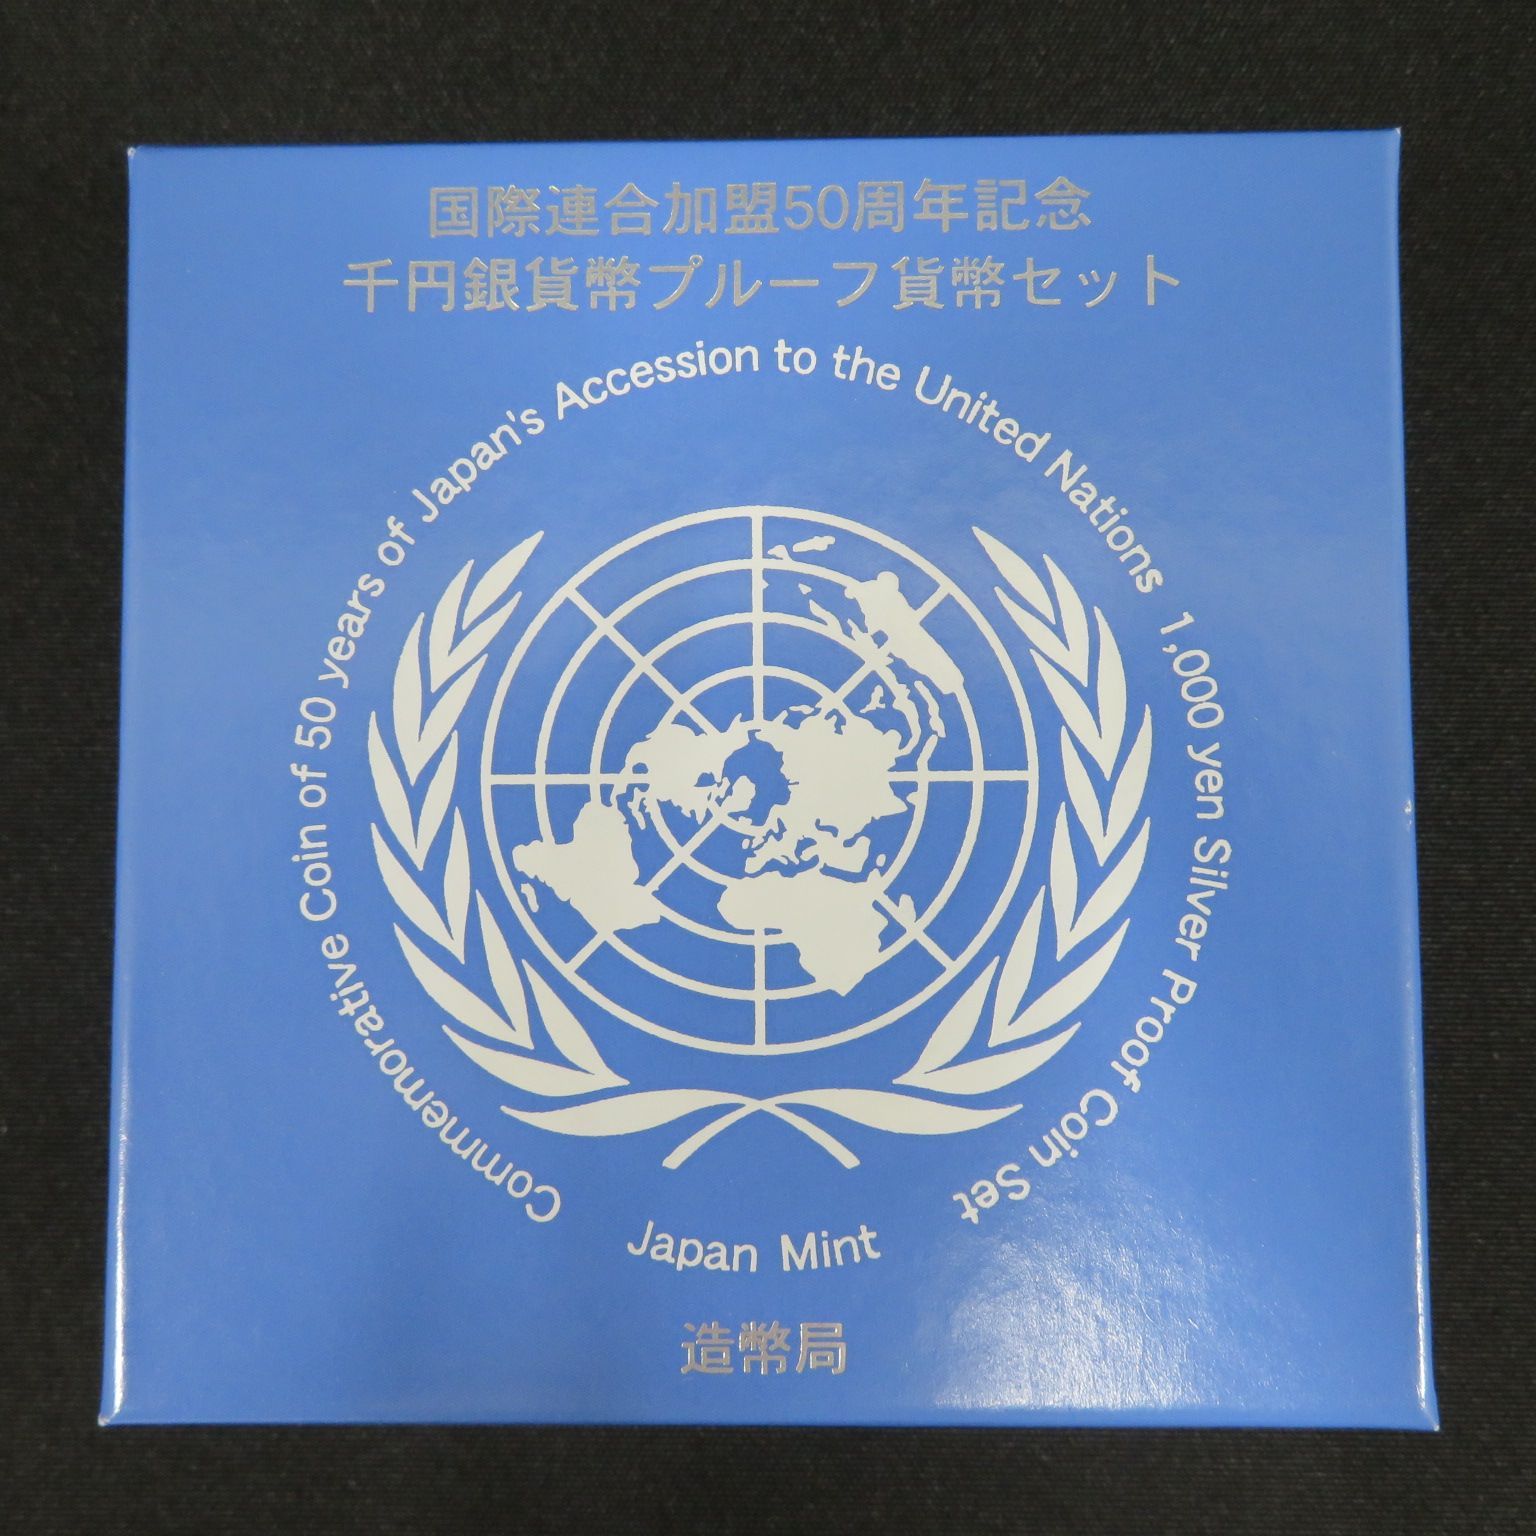 国際連合加盟50周年記念
千円銀貨幣プルーフ貨幣セット
Commemorative Coin of 50 years of Japan's Accession to the United Nations 1,000 yen Silver Proof Coin Set
Japan Mint
造幣局